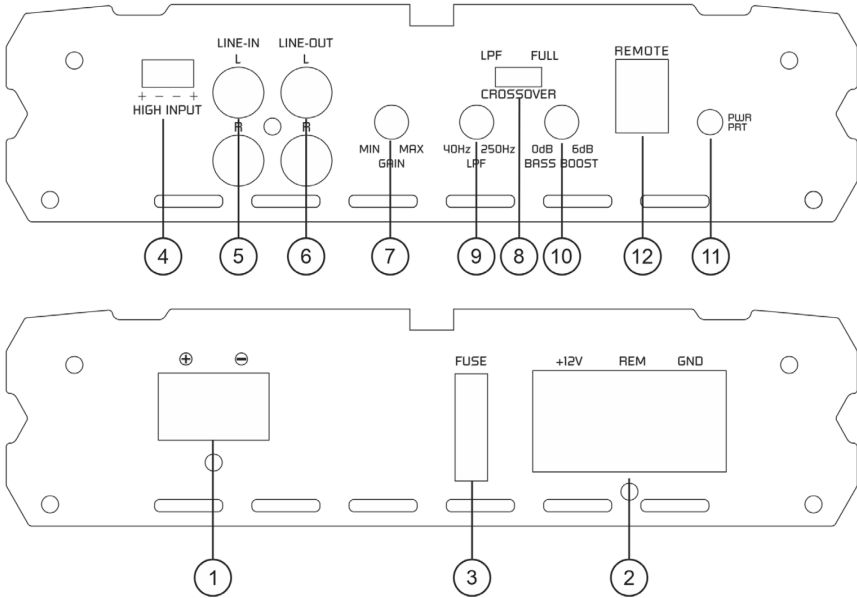 LINE-IN LINE-OUT
L L
LPF FULL
REMOTE
+ - - +
CROSSOVER
HIGH INPUT
R R
PWR
PRT
MIN MAX
GAIN
40Hz 250Hz
LPF
0dB 6dB
BASS BOOST
4 5 6 7 9 8 10 12 11
⊕ ⊖
FUSE
+12V REM GND
1 3 2